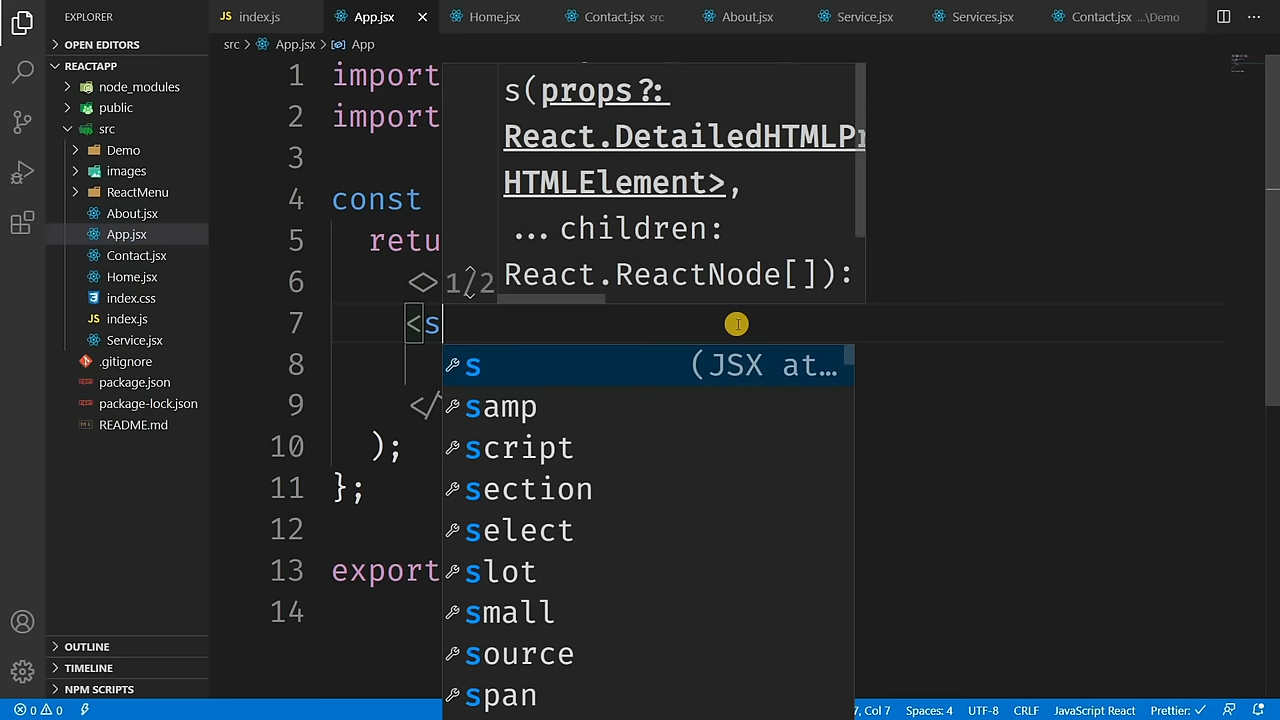 EXPLORER
OPEN EDITORS
REACTAPP
node_modules
public
src
Demo
images
ReactMenu
About.jsx
App.jsx
Contact.jsx
Home.jsx
index.css
JS index.js
Service.jsx
.gitignore
package.json
package-lock.json
README.md
OUTLINE
TIMELINE
NPM SCRIPTS
JS index.js
App.jsx
Home.jsx
Contact.jsx src
About.jsx
Service.jsx
Services.jsx
Contact.jsx ...\Demo
src > App.jsx > App
1 import
2 import
3
4 const
5 retu
6 <>
7 <s
8
9 </
10 );
11 };
12
13 export
14
1/2
s(props?:
React.DetailedHTMLPr
HTMLElement>,
...children:
React.ReactNode[]):
s (JSX at…
samp
script
section
select
slot
small
source
span
0 0
7, Col 7
Spaces: 4
UTF-8
CRLF
JavaScript React
Prettier: ✓